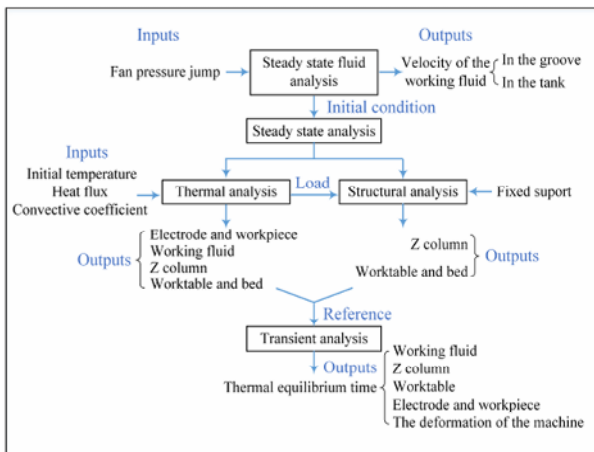 Inputs
Outputs
Fan pressure jump
Steady state fluid
analysis
Velocity of the
working fluid
In the groove
In the tank
Initial condition
Steady state analysis
Inputs
Initial temperature
Heat flux
Convective coefficient
Thermal analysis
Load
Structural analysis
Fixed suport
Outputs
Electrode and workpiece
Working fluid
Z column
Worktable and bed
Z column
Worktable and bed
Outputs
Reference
Transient analysis
Outputs
Thermal equilibrium time
Working fluid
Z column
Worktable
Electrode and workpiece
The deformation of the machine